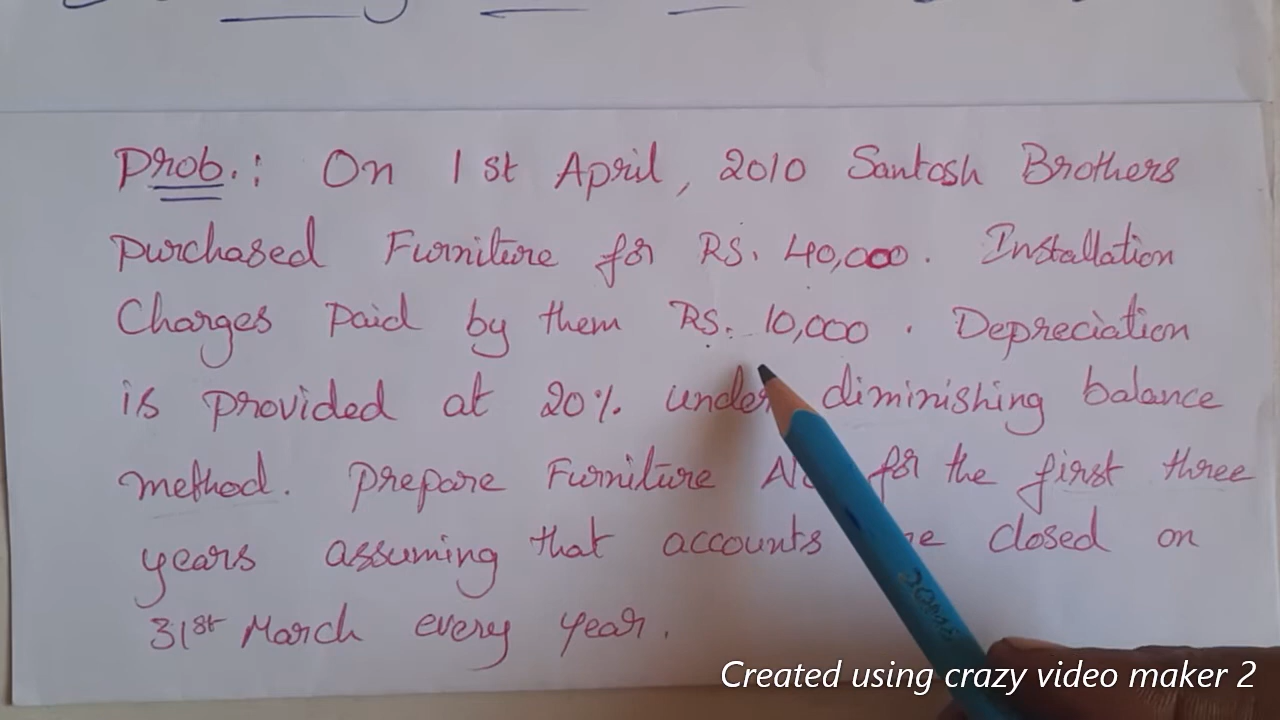 Prob.: On 1st April, 2010 Santosh Brothers
Purchased Furniture for RS. 40,000. Installation
Charges Paid by them RS. 10,000. Depreciation
is provided at 20% under diminishing balance
method. Prepare Furniture for the first three
years assuming that accounts closed on
31st March every year.
Created using crazy video maker 2